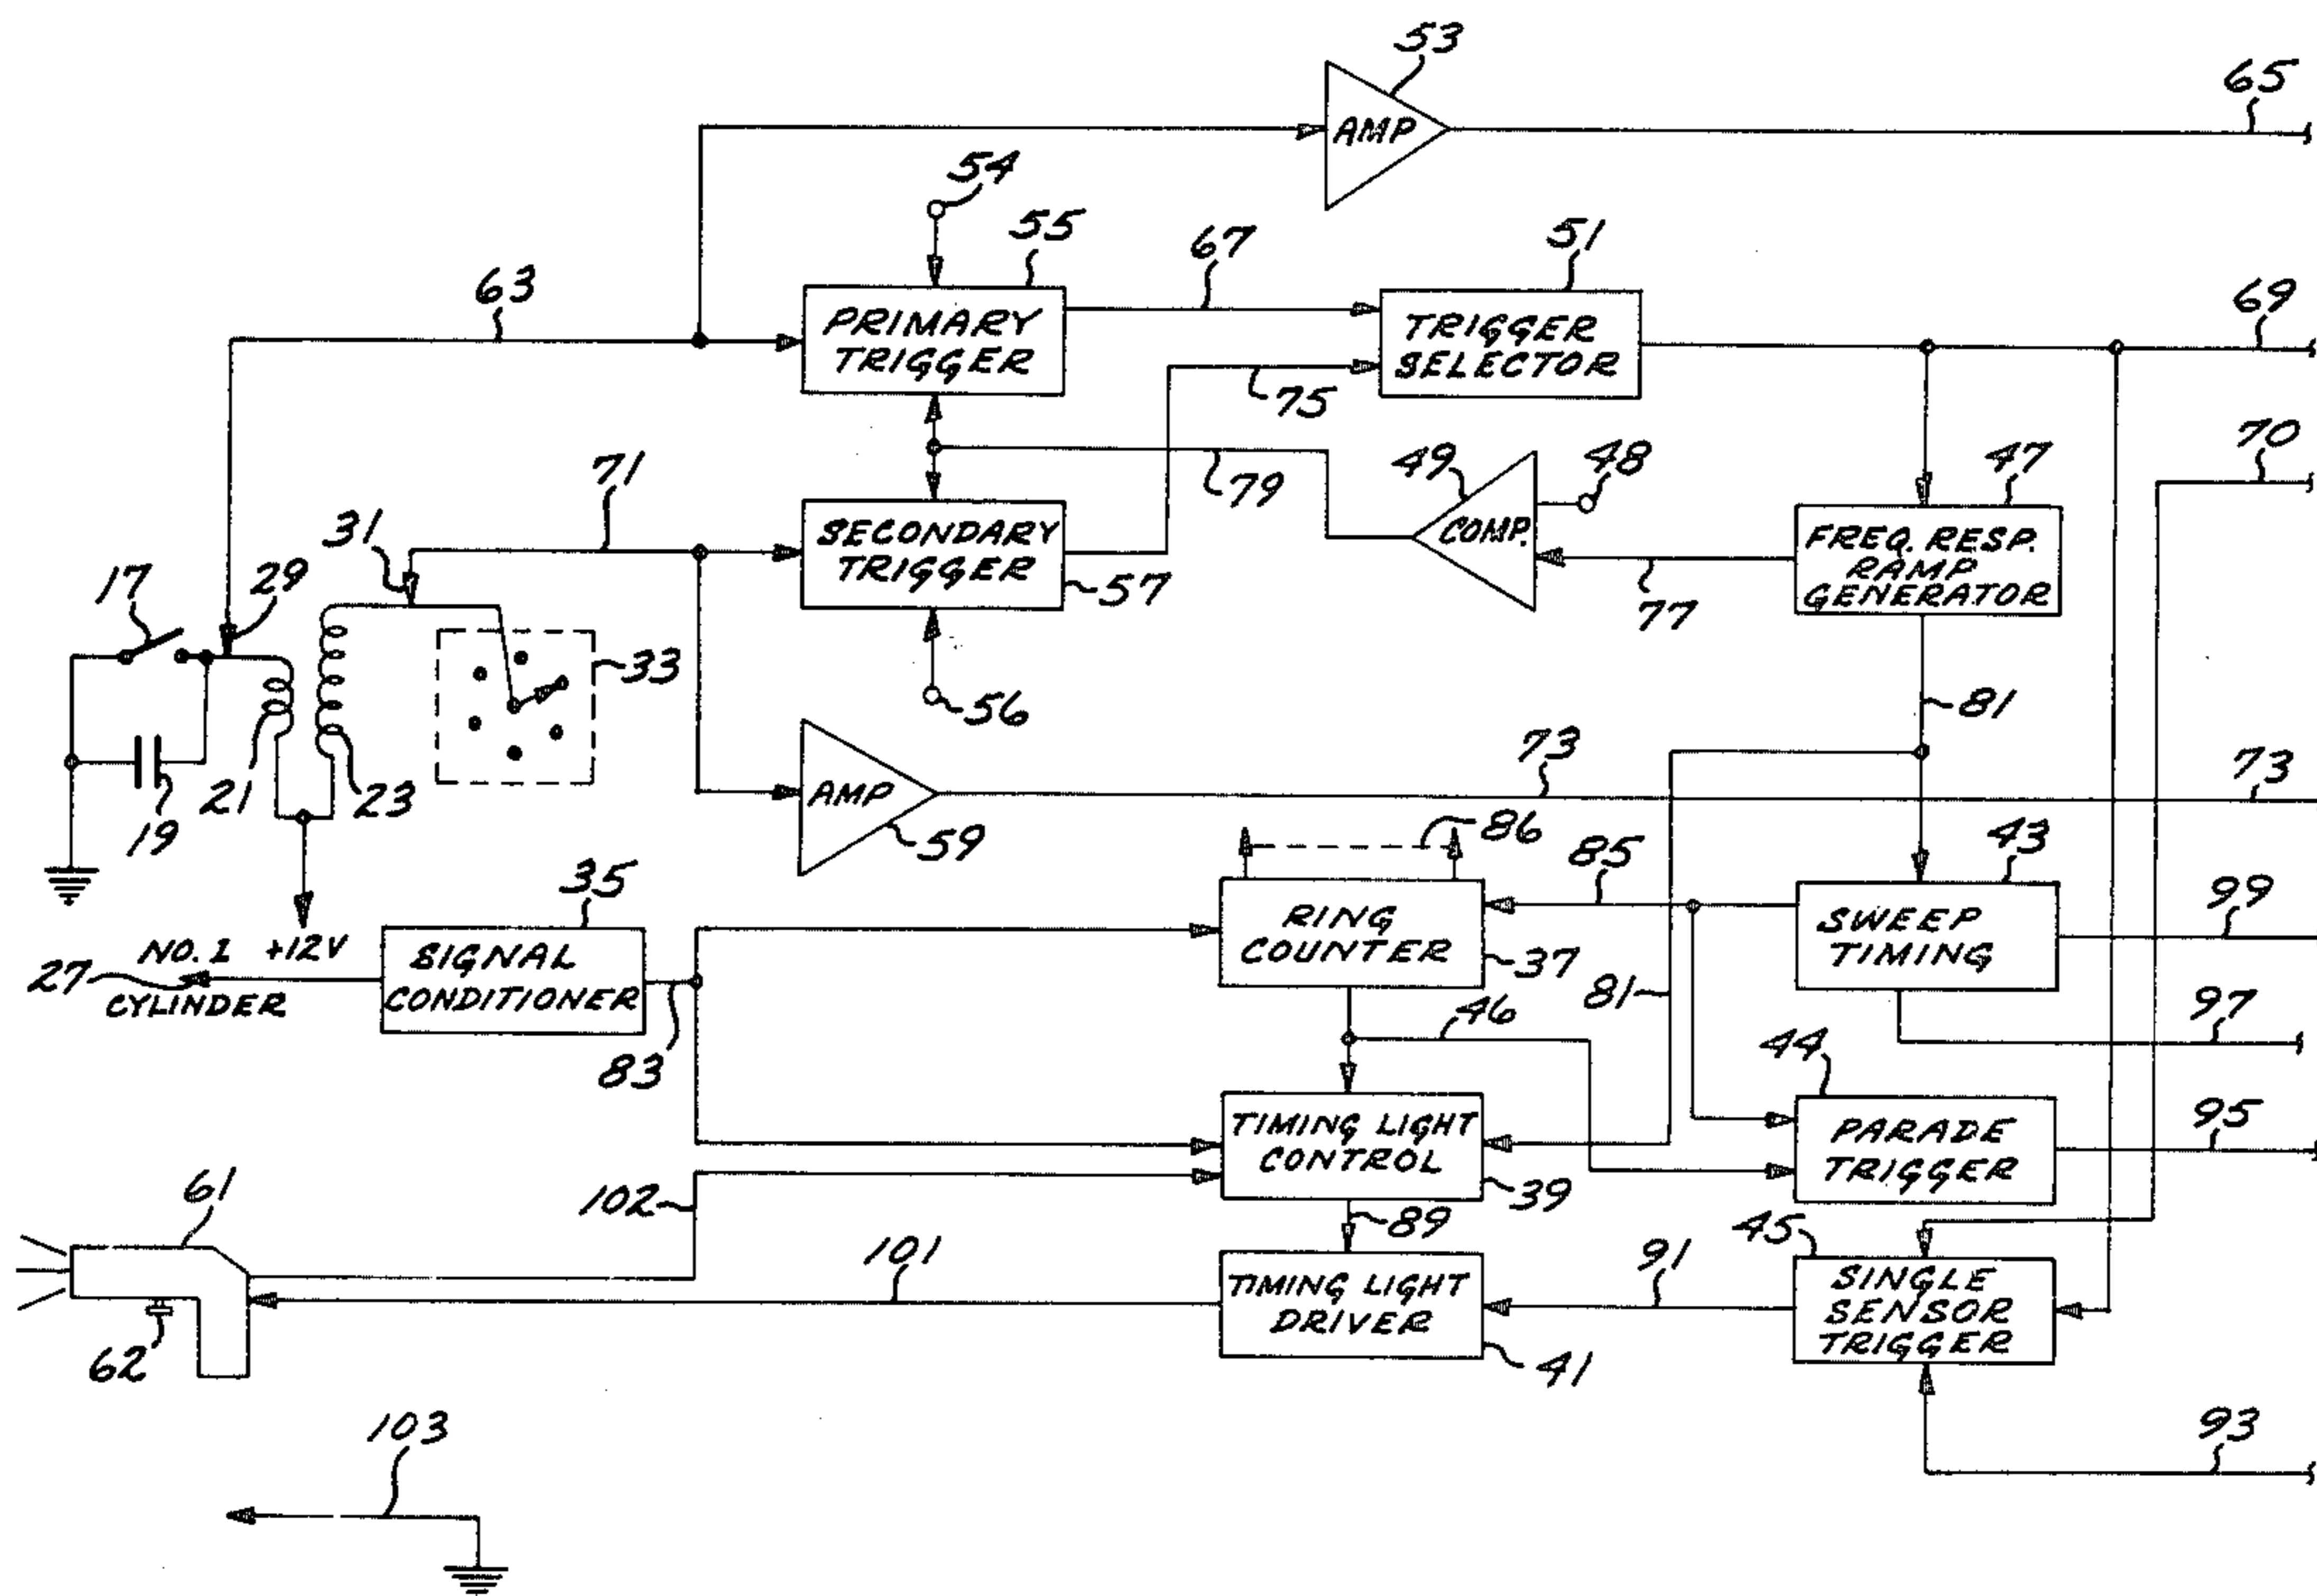 53
65
AMP
54
55
67
51
63
69
PRIMARY
TRIGGER
TRIGGER
SELECTOR
75
70
71
49
48
47
79
31
SECONDARY
TRIGGER
COMP.
FREQ. RESP.
RAMP
GENERATOR
17
29
57
77
33
56
81
73
73
AMP
21
23
19
59
86
43
35
85
99
RING
COUNTER
SWEEP
TIMING
NO. 1 +12V
SIGNAL
CONDITIONER
27
CYLINDER
37
81
46
97
83
44
TIMING LIGHT
CONTROL
PARADE
TRIGGER
95
61
102
39
89
45
101
91
TIMING LIGHT
DRIVER
SINGLE
SENSOR
TRIGGER
62
41
103
93